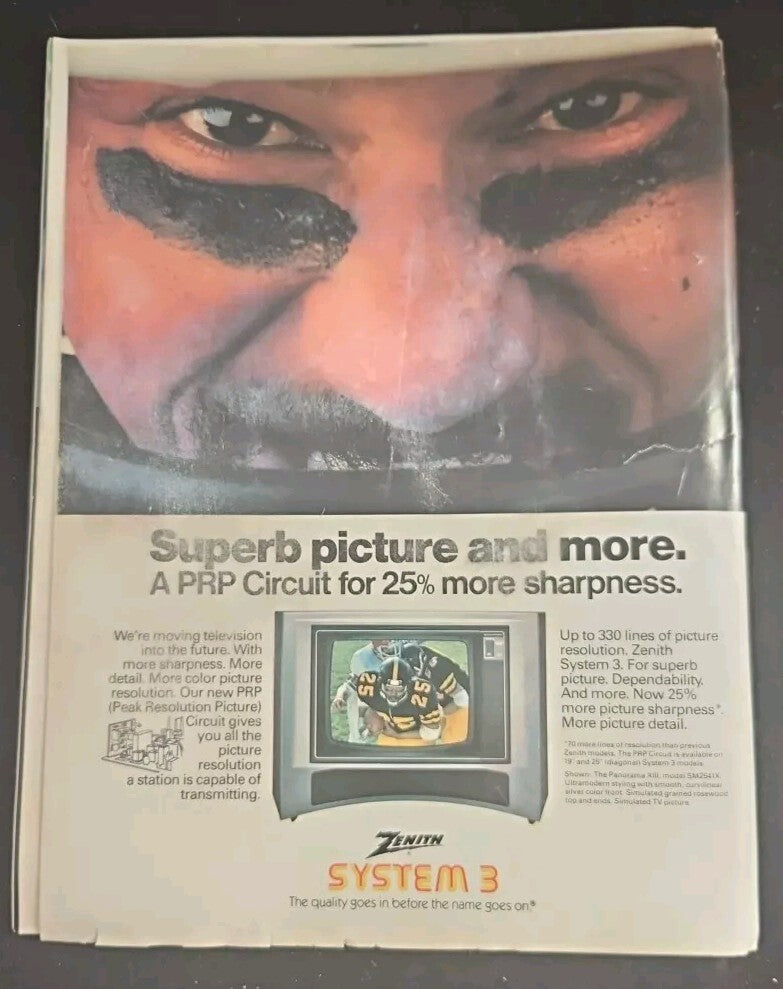 Superb picture and more.
A PRP Circuit for 25% more sharpness.
We're moving television
into the future. With
more sharpness. More
detail. More color picture
resolution. Our new PRP
(Peak Resolution Picture)
Circuit gives
you all the
picture
resolution
a station is capable of
transmitting.
25
25
Up to 330 lines of picture
resolution. Zenith
System 3. For superb
picture. Dependability.
And more. Now 25%
more picture sharpness*.
More picture detail.
*70 more lines of resolution than previous
Zenith models. The PRP Circuit is available on
19" and 25" (diagonal) System 3 models.
Shown: The Panorama XIII, model SM2541X.
Ultramodern styling with smooth, curvilinear
silver color front. Simulated grained rosewood
top and ends. Simulated TV picture.
ZENITH
SYSTEM 3
The quality goes in before the name goes on.®